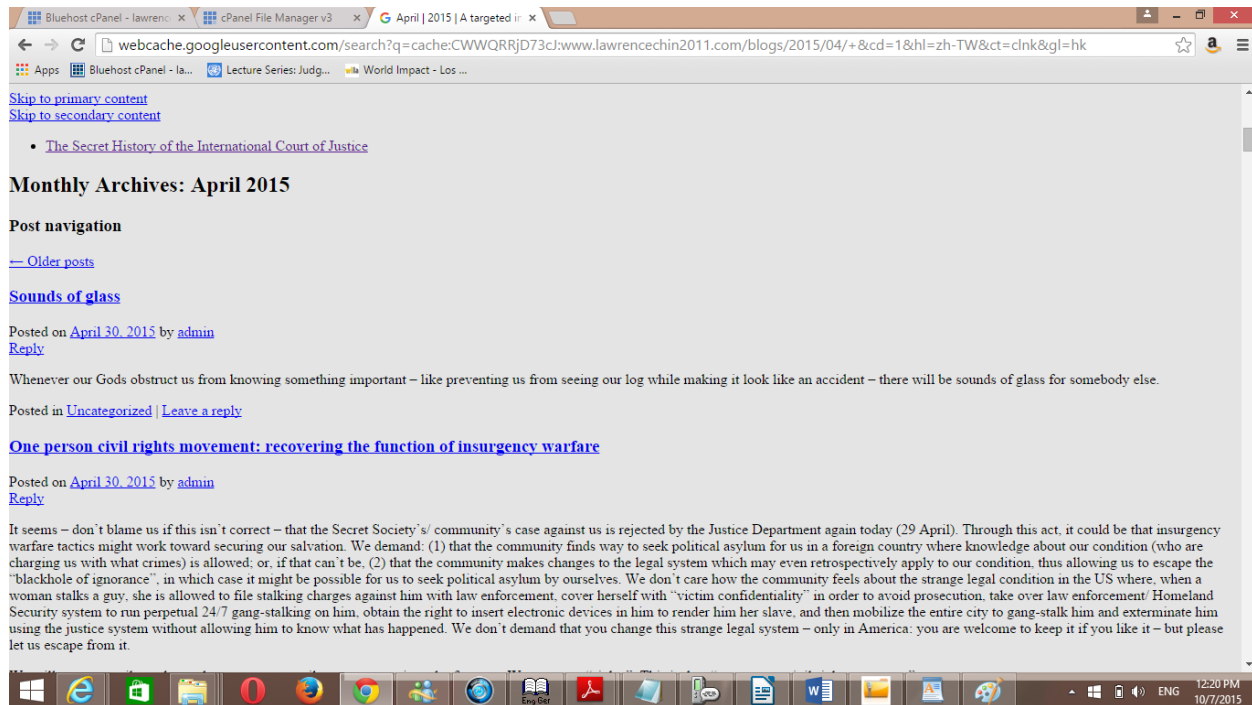 Bluehost cPanel - lawrenc
cPanel File Manager v3
April | 2015 | A targeted in
webcache.googleusercontent.com/search?q=cache:CWWQRRjD73cJ:www.lawrencechin2011.com/blogs/2015/04/+&cd=1&hl=zh-TW&ct=clnk&gl=hk
Apps Bluehost cPanel - la... Lecture Series: Judg... World Impact - Los ...
Skip to primary content
Skip to secondary content
• The Secret History of the International Court of Justice
Monthly Archives: April 2015
Post navigation
← Older posts
Sounds of glass
Posted on April 30, 2015 by admin
Reply
Whenever our Gods obstruct us from knowing something important – like preventing us from seeing our log while making it look like an accident – there will be sounds of glass for somebody else.
Posted in Uncategorized | Leave a reply
One person civil rights movement: recovering the function of insurgency warfare
Posted on April 30, 2015 by admin
Reply
It seems – don't blame us if this isn't correct – that the Secret Society's/ community's case against us is rejected by the Justice Department again today (29 April). Through this act, it could be that insurgency
warfare tactics might work toward securing our salvation. We demand: (1) that the community finds way to seek political asylum for us in a foreign country where knowledge about our condition (who are
charging us with what crimes) is allowed; or, if that can't be, (2) that the community makes changes to the legal system which may even retrospectively apply to our condition, thus allowing us to escape the
"blackhole of ignorance", in which case it might be possible for us to seek political asylum by ourselves. We don't care how the community feels about the strange legal condition in the US where, when a
woman stalks a guy, she is allowed to file stalking charges against him with law enforcement, cover herself with "victim confidentiality" in order to avoid prosecution, take over law enforcement/ Homeland
Security system to run perpetual 24/7 gang-stalking on him, obtain the right to insert electronic devices in him to render him her slave, and then mobilize the entire city to gang-stalk him and exterminate him
using the justice system without allowing him to know what has happened. We don't demand that you change this strange legal system – only in America: you are welcome to keep it if you like it – but please
let us escape from it.
Eng Ger
ENG
12:20 PM
10/7/2015